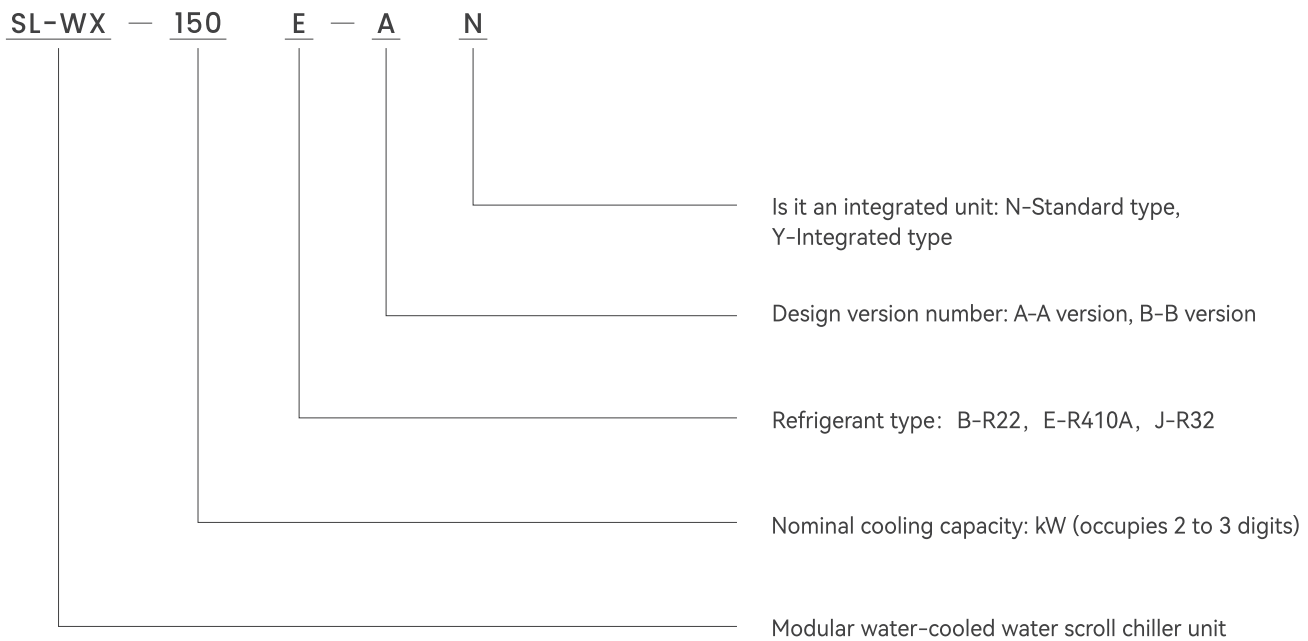 SL-WX — 150 E — A N
Is it an integrated unit: N-Standard type,
Y-Integrated type
Design version number: A-A version, B-B version
Refrigerant type：B-R22，E-R410A，J-R32
Nominal cooling capacity: kW (occupies 2 to 3 digits)
Modular water-cooled water scroll chiller unit